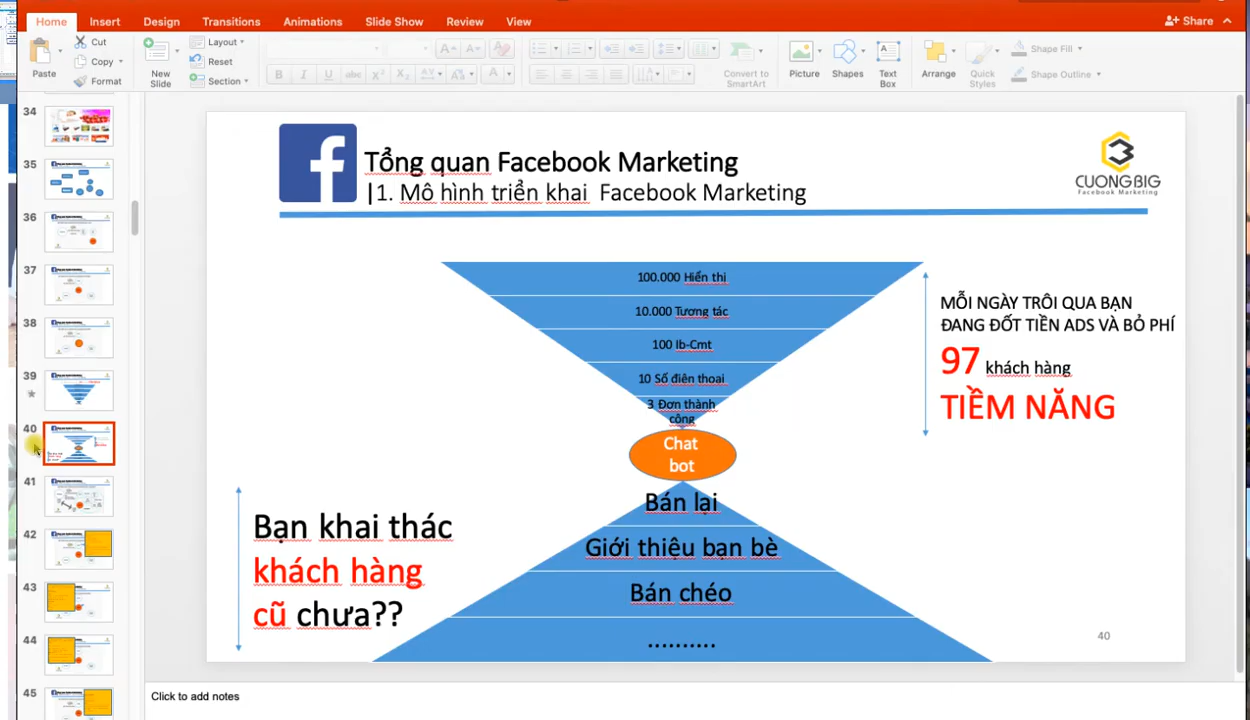 Home Insert Design Transitions Animations Slide Show Review View Share
Paste Cut Copy Format
New Slide Layout Reset Section
Convert to SmartArt
Picture Shapes Text Box Arrange Quick Styles Shape Fill Shape Outline
34
35
36
37
38
39
40
41
42
43
44
45
Tổng quan Facebook Marketing
|1. Mô hình triển khai Facebook Marketing
CUONGBIG
Facebook Marketing
100.000 Hiển thị
10.000 Tương tác
100 Ib-Cmt
10 Số điện thoại
3 Đơn thành
công
Chat
bot
Bán lại
Giới thiệu bạn bè
Bán chéo
..........
MỖI NGÀY TRÔI QUA BẠN
ĐANG ĐỐT TIỀN ADS VÀ BỎ PHÍ
97 khách hàng
TIỀM NĂNG
Bạn khai thác
khách hàng
cũ chưa??
40
Click to add notes